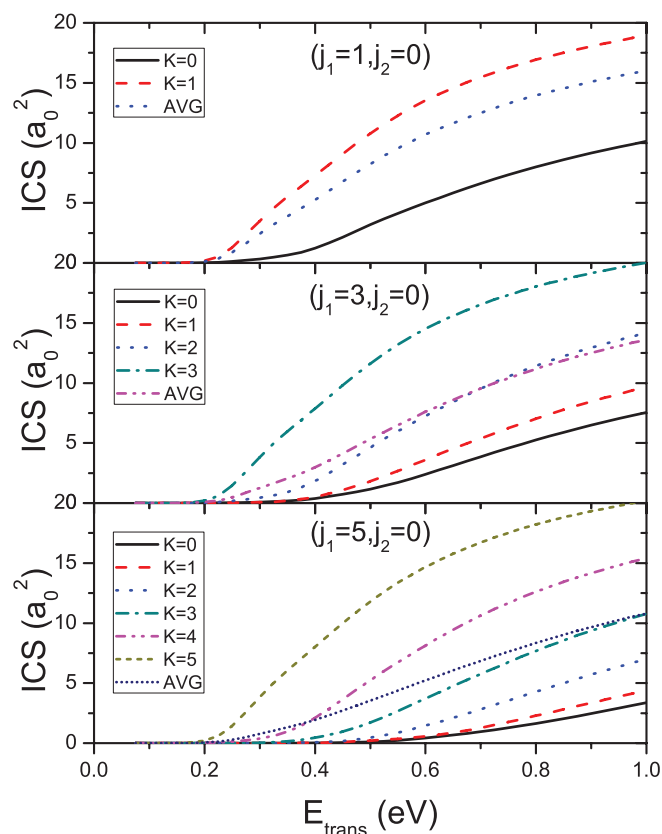 20
15
10
5
ICS (a₀²)
K=0
K=1
AVG
(j₁=1,j₂=0)
20
15
10
5
ICS (a₀²)
K=0
K=1
K=2
K=3
AVG
(j₁=3,j₂=0)
20
15
10
5
0
ICS (a₀²)
K=0
K=1
K=2
K=3
K=4
K=5
AVG
(j₁=5,j₂=0)
0.0 0.2 0.4 0.6 0.8 1.0
E_trans (eV)